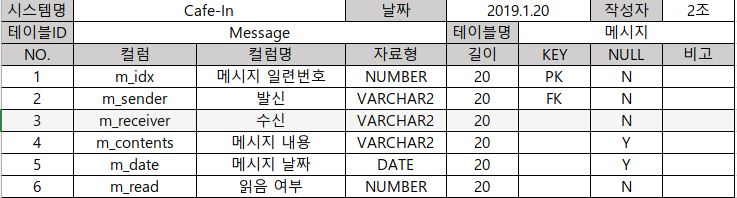 시스템명 Cafe-In 날짜 2019.1.20 작성자 2조
테이블ID Message 테이블명 메시지
NO. 컬럼 컬럼명 자료형 길이 KEY NULL 비고
1 m_idx 메시지 일련번호 NUMBER 20 PK N
2 m_sender 발신 VARCHAR2 20 FK N
3 m_receiver 수신 VARCHAR2 20 N
4 m_contents 메시지 내용 VARCHAR2 20 Y
5 m_date 메시지 날짜 DATE 20 Y
6 m_read 읽음 여부 NUMBER 20 N